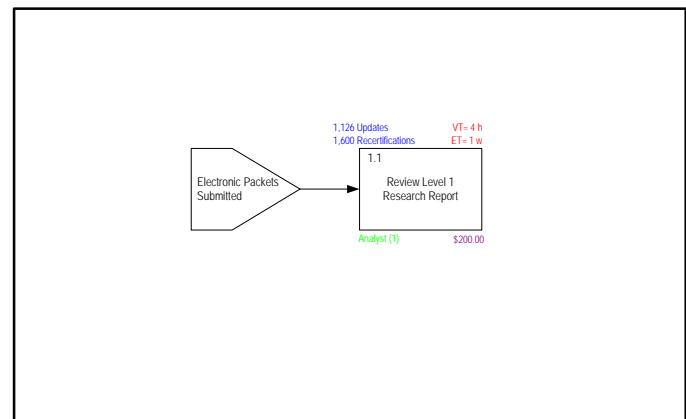 1,126 Updates
1,600 Recertifications
VT= 4 h
ET= 1 w
Electronic Packets
Submitted
1.1
Review Level 1
Research Report
Analyst (1)
$200.00